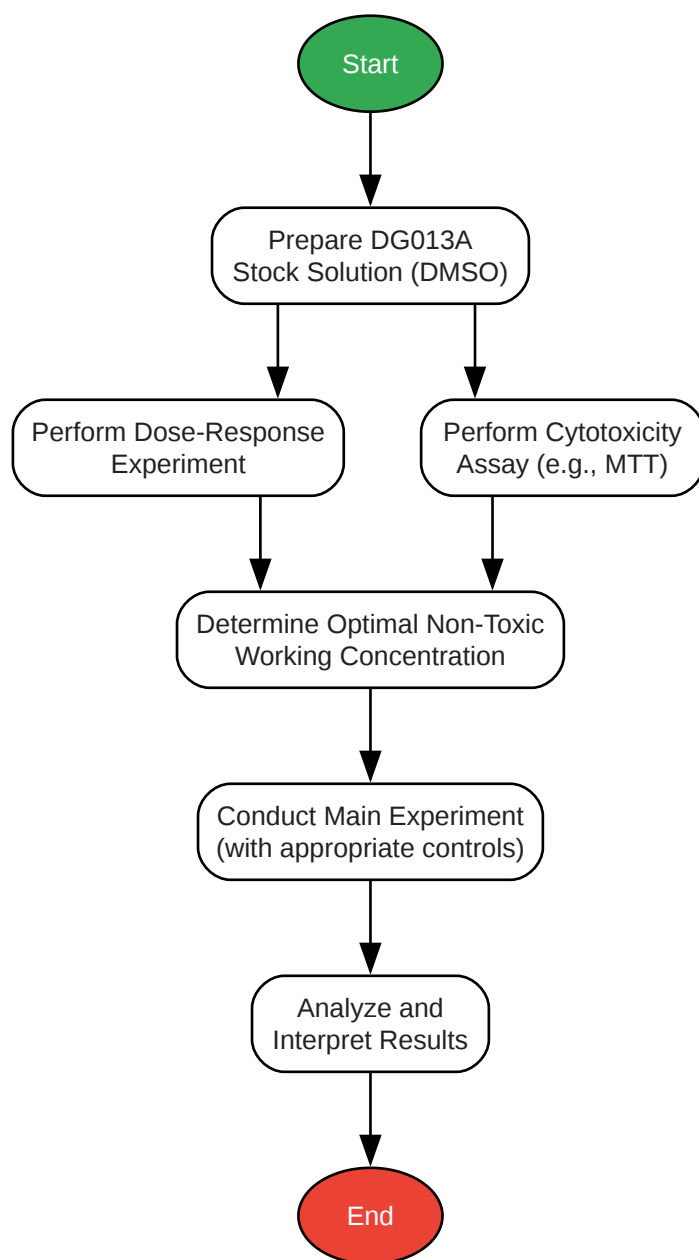 Start
Prepare DG013A
Stock Solution (DMSO)
Perform Dose-Response
Experiment
Perform Cytotoxicity
Assay (e.g., MTT)
Determine Optimal Non-Toxic
Working Concentration
Conduct Main Experiment
(with appropriate controls)
Analyze and
Interpret Results
End